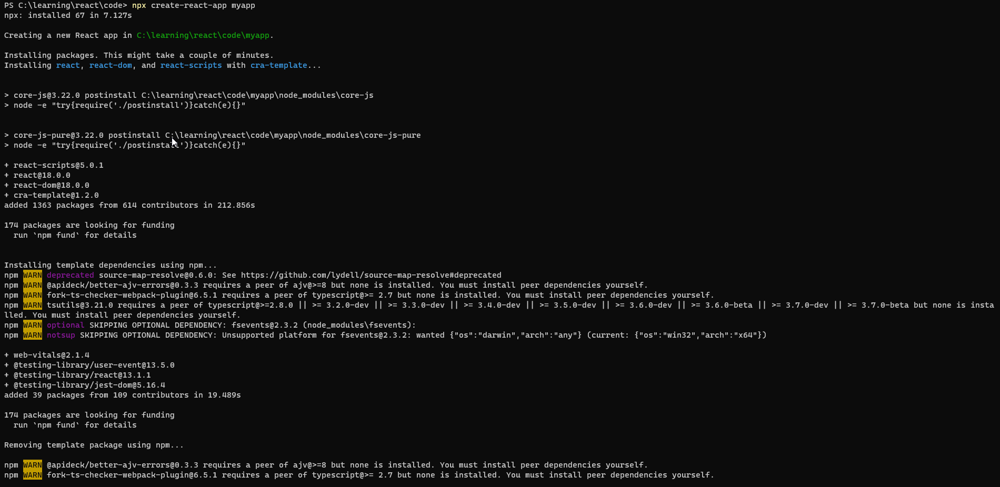 PS C:\learning\react\code> npx create-react-app myapp
npx: installed 67 in 7.127s
Creating a new React app in C:\learning\react\code\myapp.
Installing packages. This might take a couple of minutes.
Installing react, react-dom, and react-scripts with cra-template...
> core-js@3.22.0 postinstall C:\learning\react\code\myapp\node_modules\core-js
> node -e "try{require('./postinstall')}catch(e){}"
> core-js-pure@3.22.0 postinstall C:\learning\react\code\myapp\node_modules\core-js-pure
> node -e "try{require('./postinstall')}catch(e){}"
+ react-scripts@5.0.1
+ react@18.0.0
+ react-dom@18.0.0
+ cra-template@1.2.0
added 1363 packages from 614 contributors in 212.856s
174 packages are looking for funding
  run `npm fund` for details
Installing template dependencies using npm...
npm WARN deprecated source-map-resolve@0.6.0: See https://github.com/lydell/source-map-resolve#deprecated
npm WARN @apideck/better-ajv-errors@0.3.3 requires a peer of ajv@>=8 but none is installed. You must install peer dependencies yourself.
npm WARN fork-ts-checker-webpack-plugin@6.5.1 requires a peer of typescript@>= 2.7 but none is installed. You must install peer dependencies yourself.
npm WARN tsutils@3.21.0 requires a peer of typescript@>=2.8.0 || >= 3.2.0-dev || >= 3.3.0-dev || >= 3.4.0-dev || >= 3.5.0-dev || >= 3.6.0-dev || >= 3.6.0-beta || >= 3.7.0-dev || >= 3.7.0-beta but none is insta
lled. You must install peer dependencies yourself.
npm WARN optional SKIPPING OPTIONAL DEPENDENCY: fsevents@2.3.2 (node_modules\fsevents):
npm WARN notsup SKIPPING OPTIONAL DEPENDENCY: Unsupported platform for fsevents@2.3.2: wanted {"os":"darwin","arch":"any"} (current: {"os":"win32","arch":"x64"})
+ web-vitals@2.1.4
+ @testing-library/user-event@13.5.0
+ @testing-library/react@13.1.1
+ @testing-library/jest-dom@5.16.4
added 39 packages from 109 contributors in 19.489s
174 packages are looking for funding
  run `npm fund` for details
Removing template package using npm...
npm WARN @apideck/better-ajv-errors@0.3.3 requires a peer of ajv@>=8 but none is installed. You must install peer dependencies yourself.
npm WARN fork-ts-checker-webpack-plugin@6.5.1 requires a peer of typescript@>= 2.7 but none is installed. You must install peer dependencies yourself.